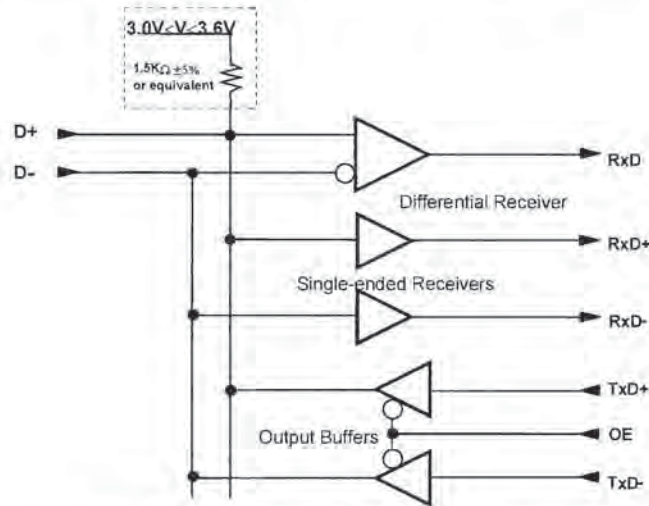 3.0V<V<3.6V
1.5KΩ ±5%
or equivalent
D+
D-
RxD
Differential Receiver
RxD+
Single-ended Receivers
RxD-
TxD+
Output Buffers
OE
TxD-